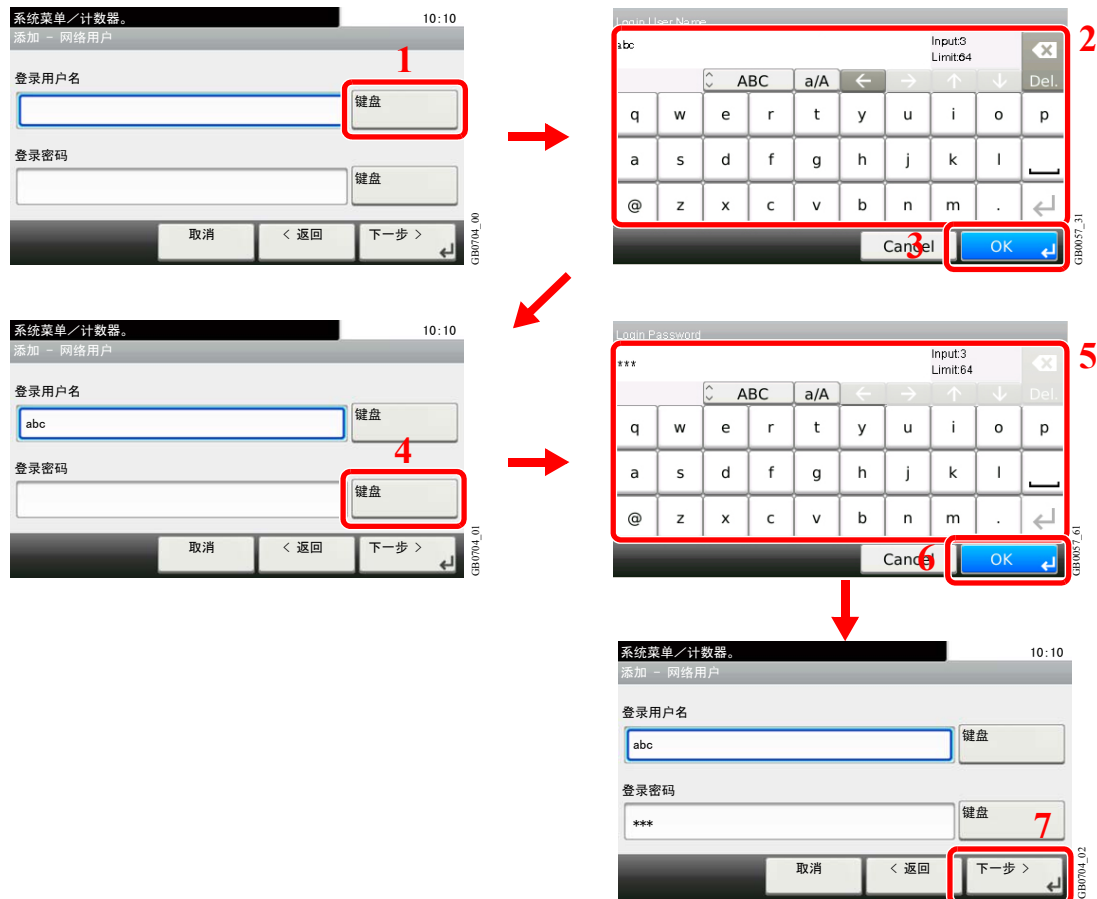 系统菜单／计数器。
10:10
添加 - 网络用户
1
登录用户名
键盘
登录密码
键盘
取消
< 返回
下一步 >
GB0704_00
Login User Name
abc
Input:3
Limit:64
2
ABC
a/A
Del.
q w e r t y u i o p
a s d f g h j k l
@ z x c v b n m .
Cancel
3
OK
GB0057_31
系统菜单／计数器。
10:10
添加 - 网络用户
登录用户名
abc
键盘
4
登录密码
键盘
取消
< 返回
下一步 >
GB0704_01
Login Password
***
Input:3
Limit:64
5
ABC
a/A
Del.
q w e r t y u i o p
a s d f g h j k l
@ z x c v b n m .
Cancel
6
OK
GB0057_61
系统菜单／计数器。
10:10
添加 - 网络用户
登录用户名
abc
键盘
登录密码
***
键盘
7
取消
< 返回
下一步 >
GB0704_02